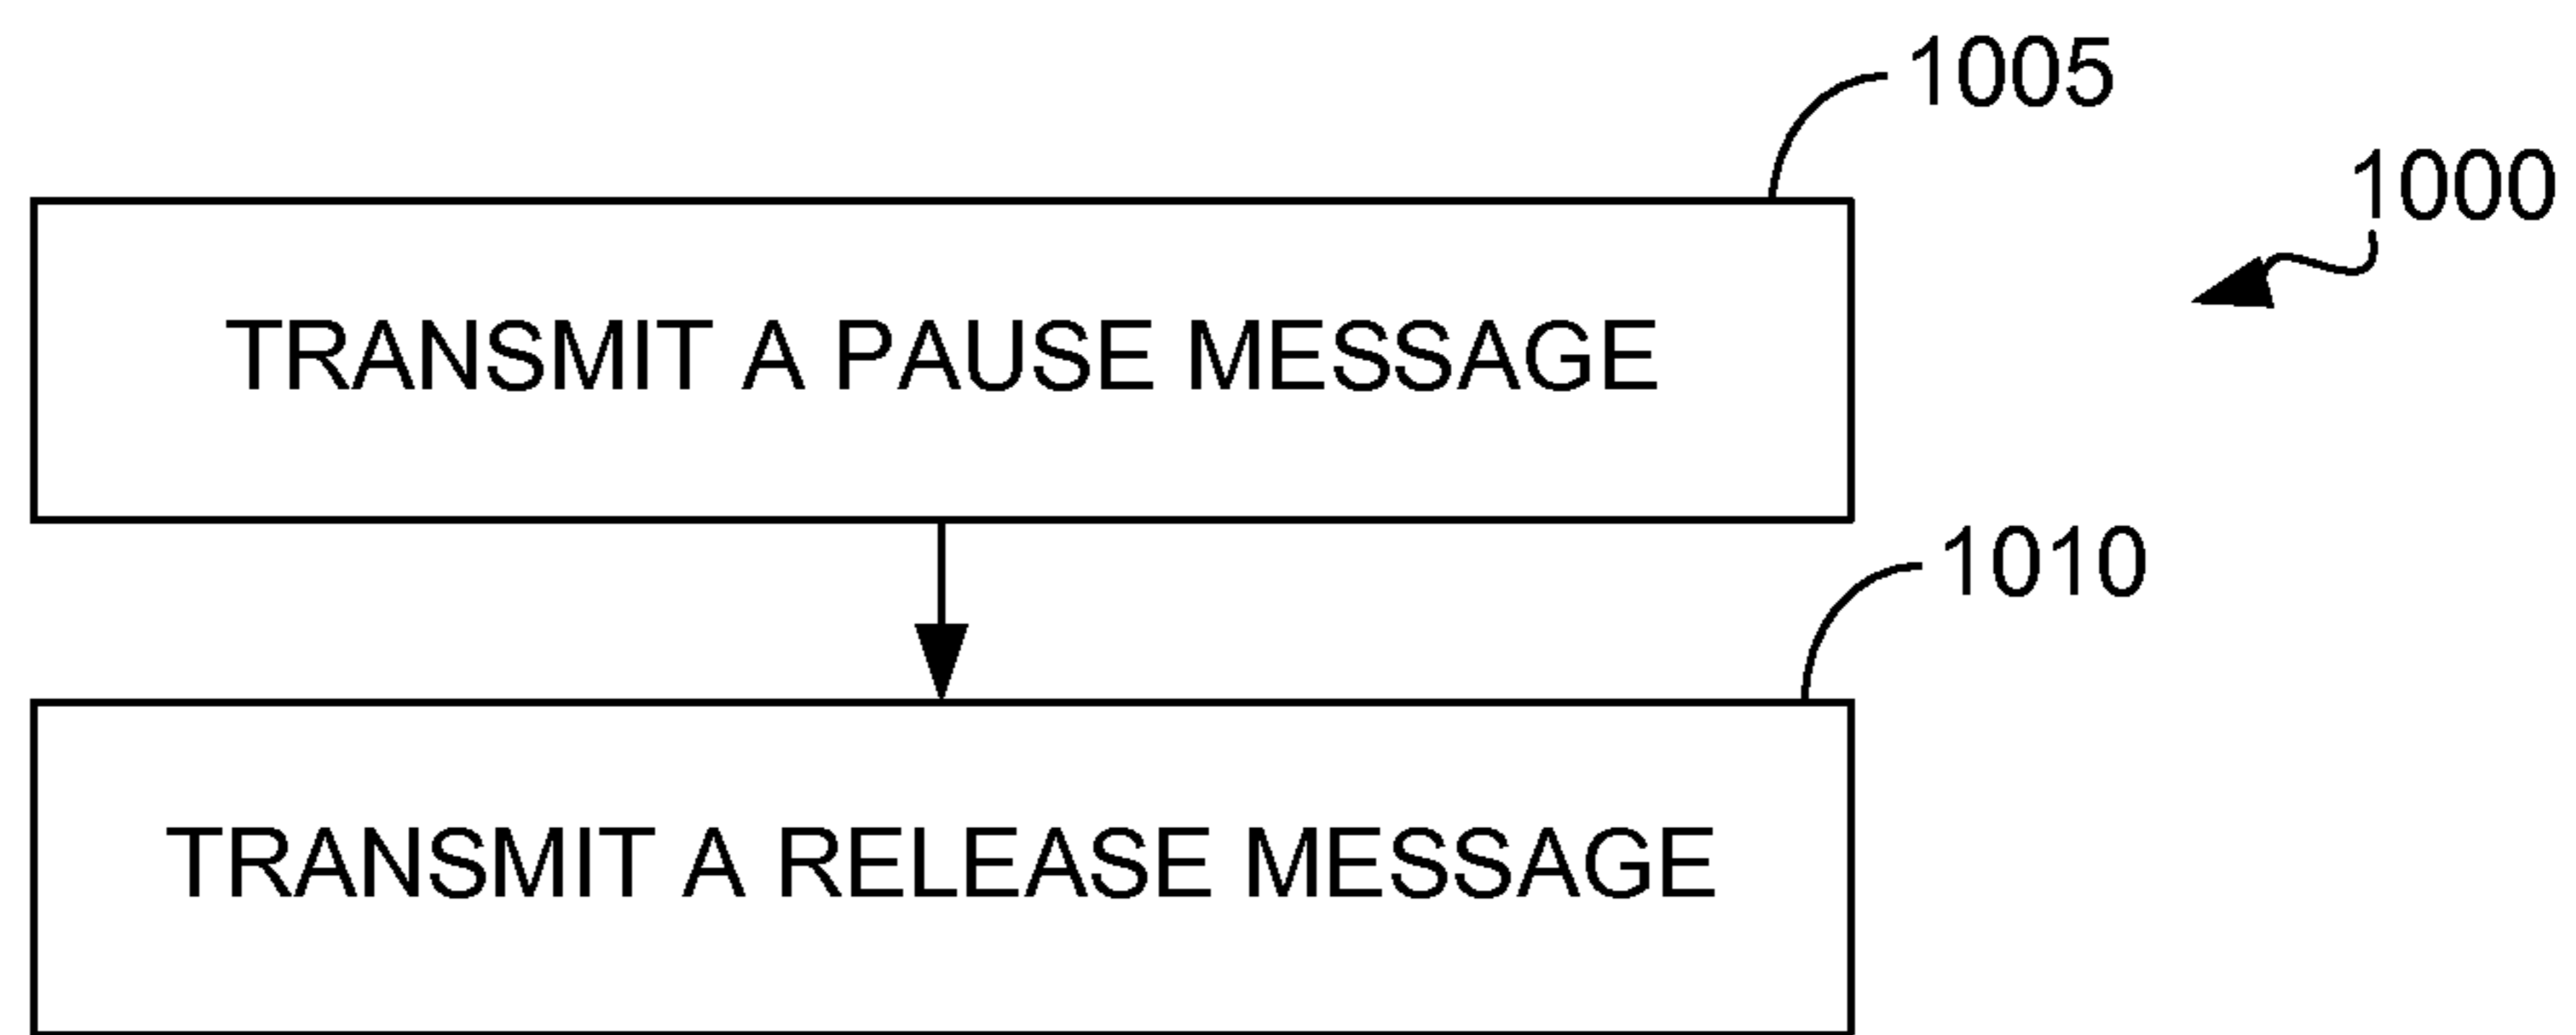 1005
1000
TRANSMIT A PAUSE MESSAGE
1010
TRANSMIT A RELEASE MESSAGE